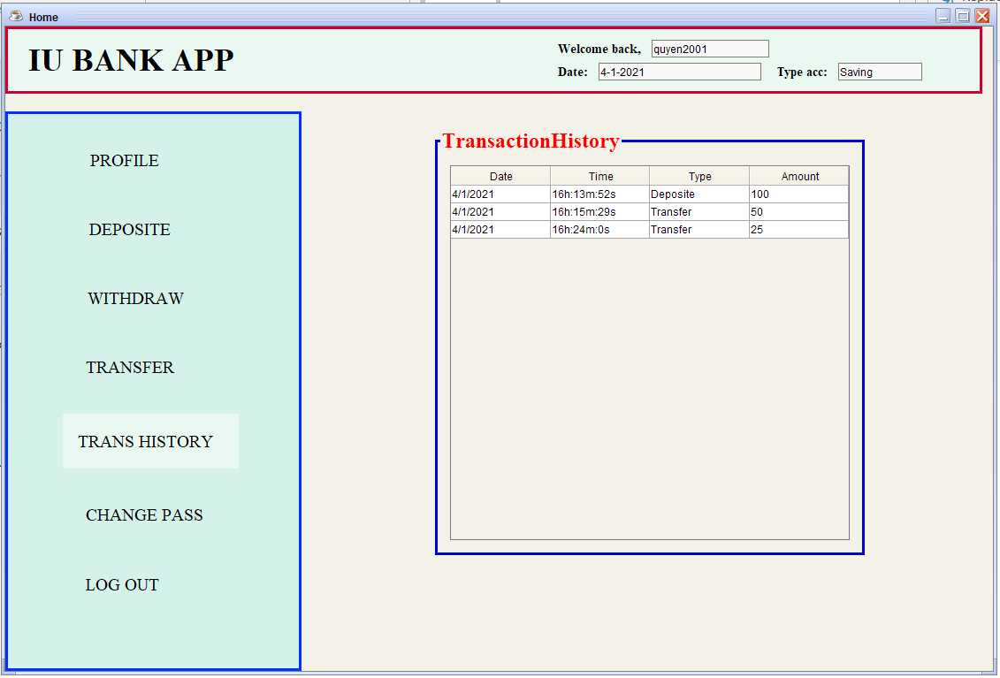 Home
IU BANK APP
Welcome back, quyen2001
Date: 4-1-2021 Type acc: Saving
PROFILE
DEPOSITE
WITHDRAW
TRANSFER
TRANS HISTORY
CHANGE PASS
LOG OUT
TransactionHistory
Date Time Type Amount
4/1/2021 16h:13m:52s Deposite 100
4/1/2021 16h:15m:29s Transfer 50
4/1/2021 16h:24m:0s Transfer 25